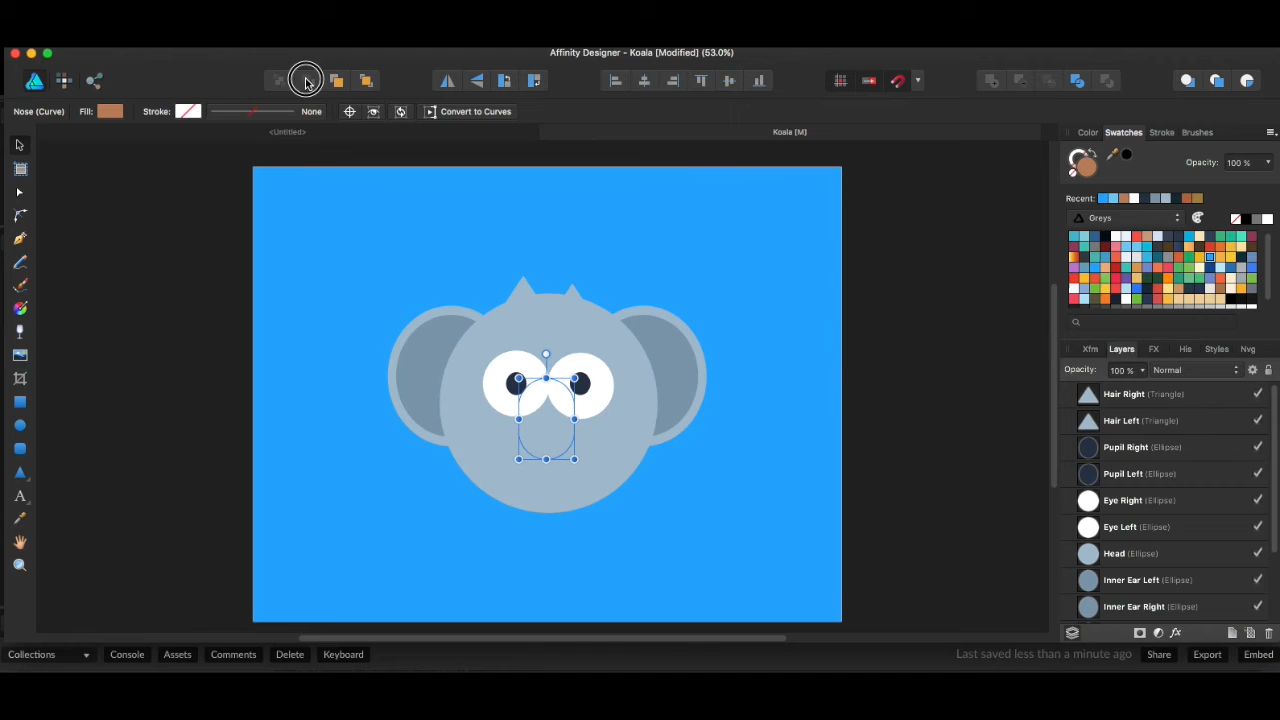 Affinity Designer - Koala [Modified] (53.0%)
Nose (Curve) Fill: Stroke: None Convert to Curves
<Untitled> Koala [M]
Color Swatches Stroke Brushes
Opacity: 100 %
Recent:
Greys
A
Xfm Layers FX His Styles Nvg
Opacity: 100 % Normal
Hair Right (Triangle)
Hair Left (Triangle)
Pupil Right (Ellipse)
Pupil Left (Ellipse)
Eye Right (Ellipse)
Eye Left (Ellipse)
Head (Ellipse)
Inner Ear Left (Ellipse)
Inner Ear Right (Ellipse)
fx
Collections Console Assets Comments Delete Keyboard Last saved less than a minute ago Share Export Embed